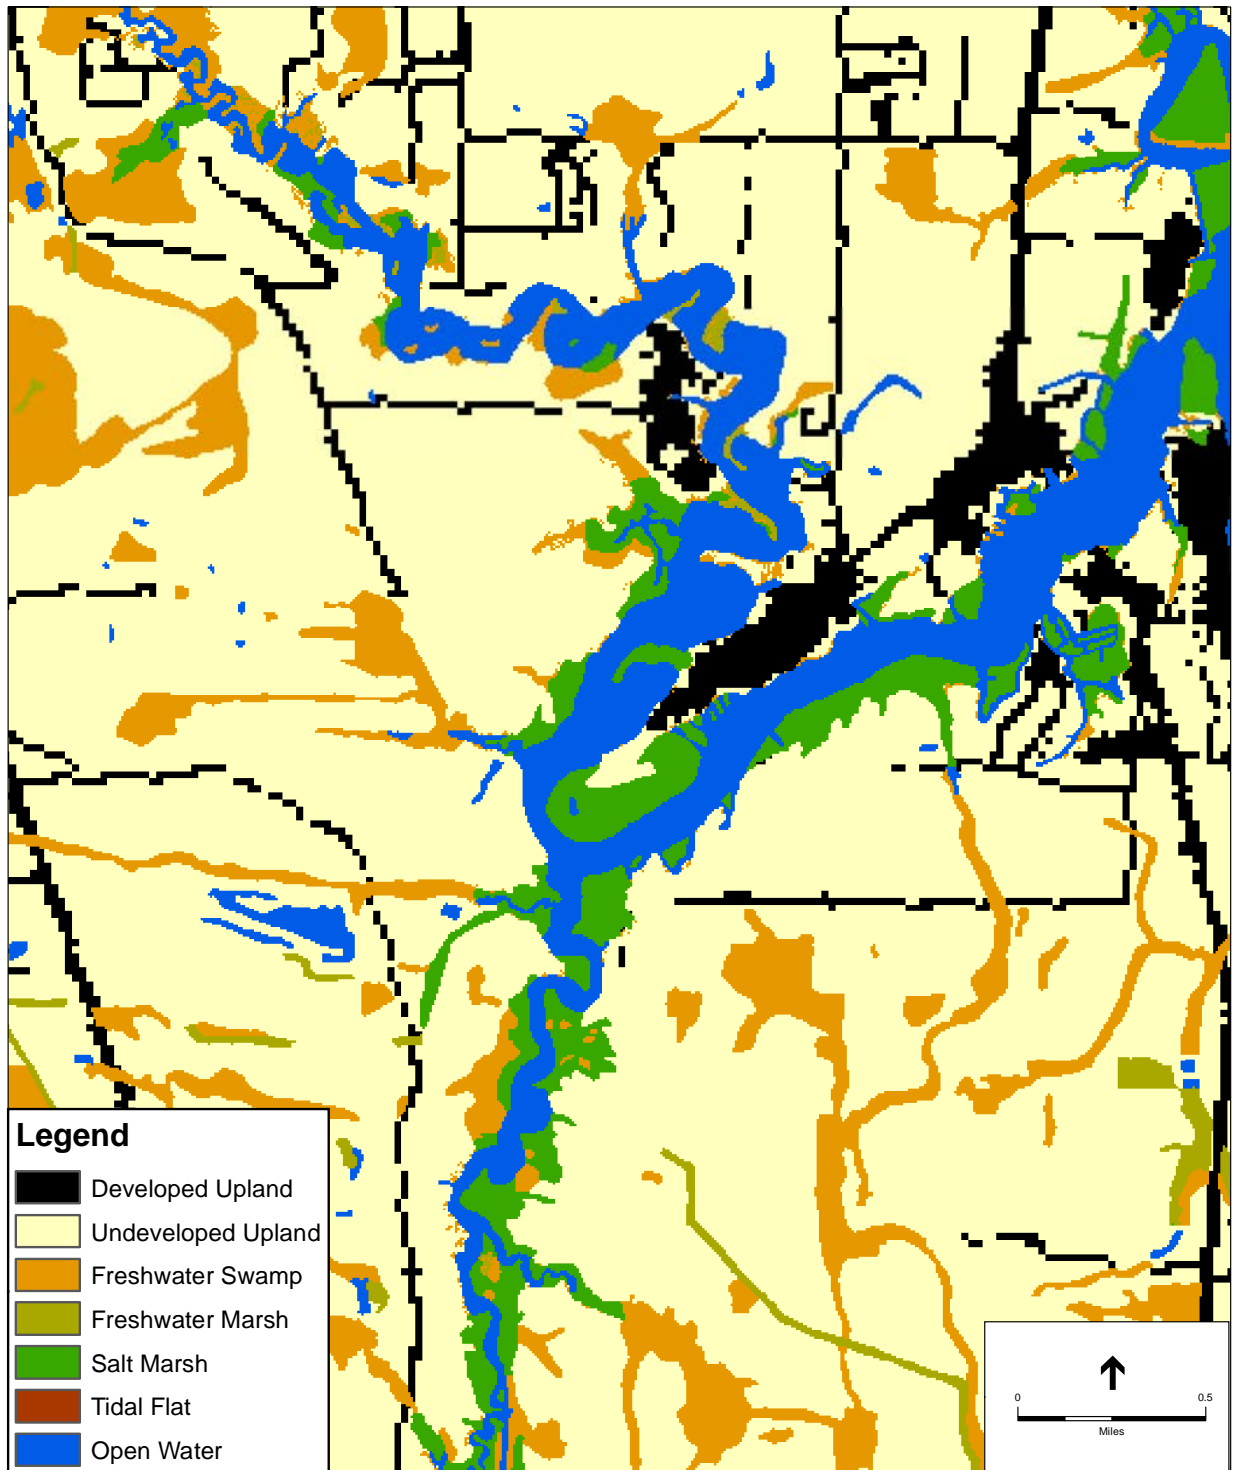 Legend
Developed Upland
Undeveloped Upland
Freshwater Swamp
Freshwater Marsh
Salt Marsh
Tidal Flat
Open Water
0 0.5
Miles